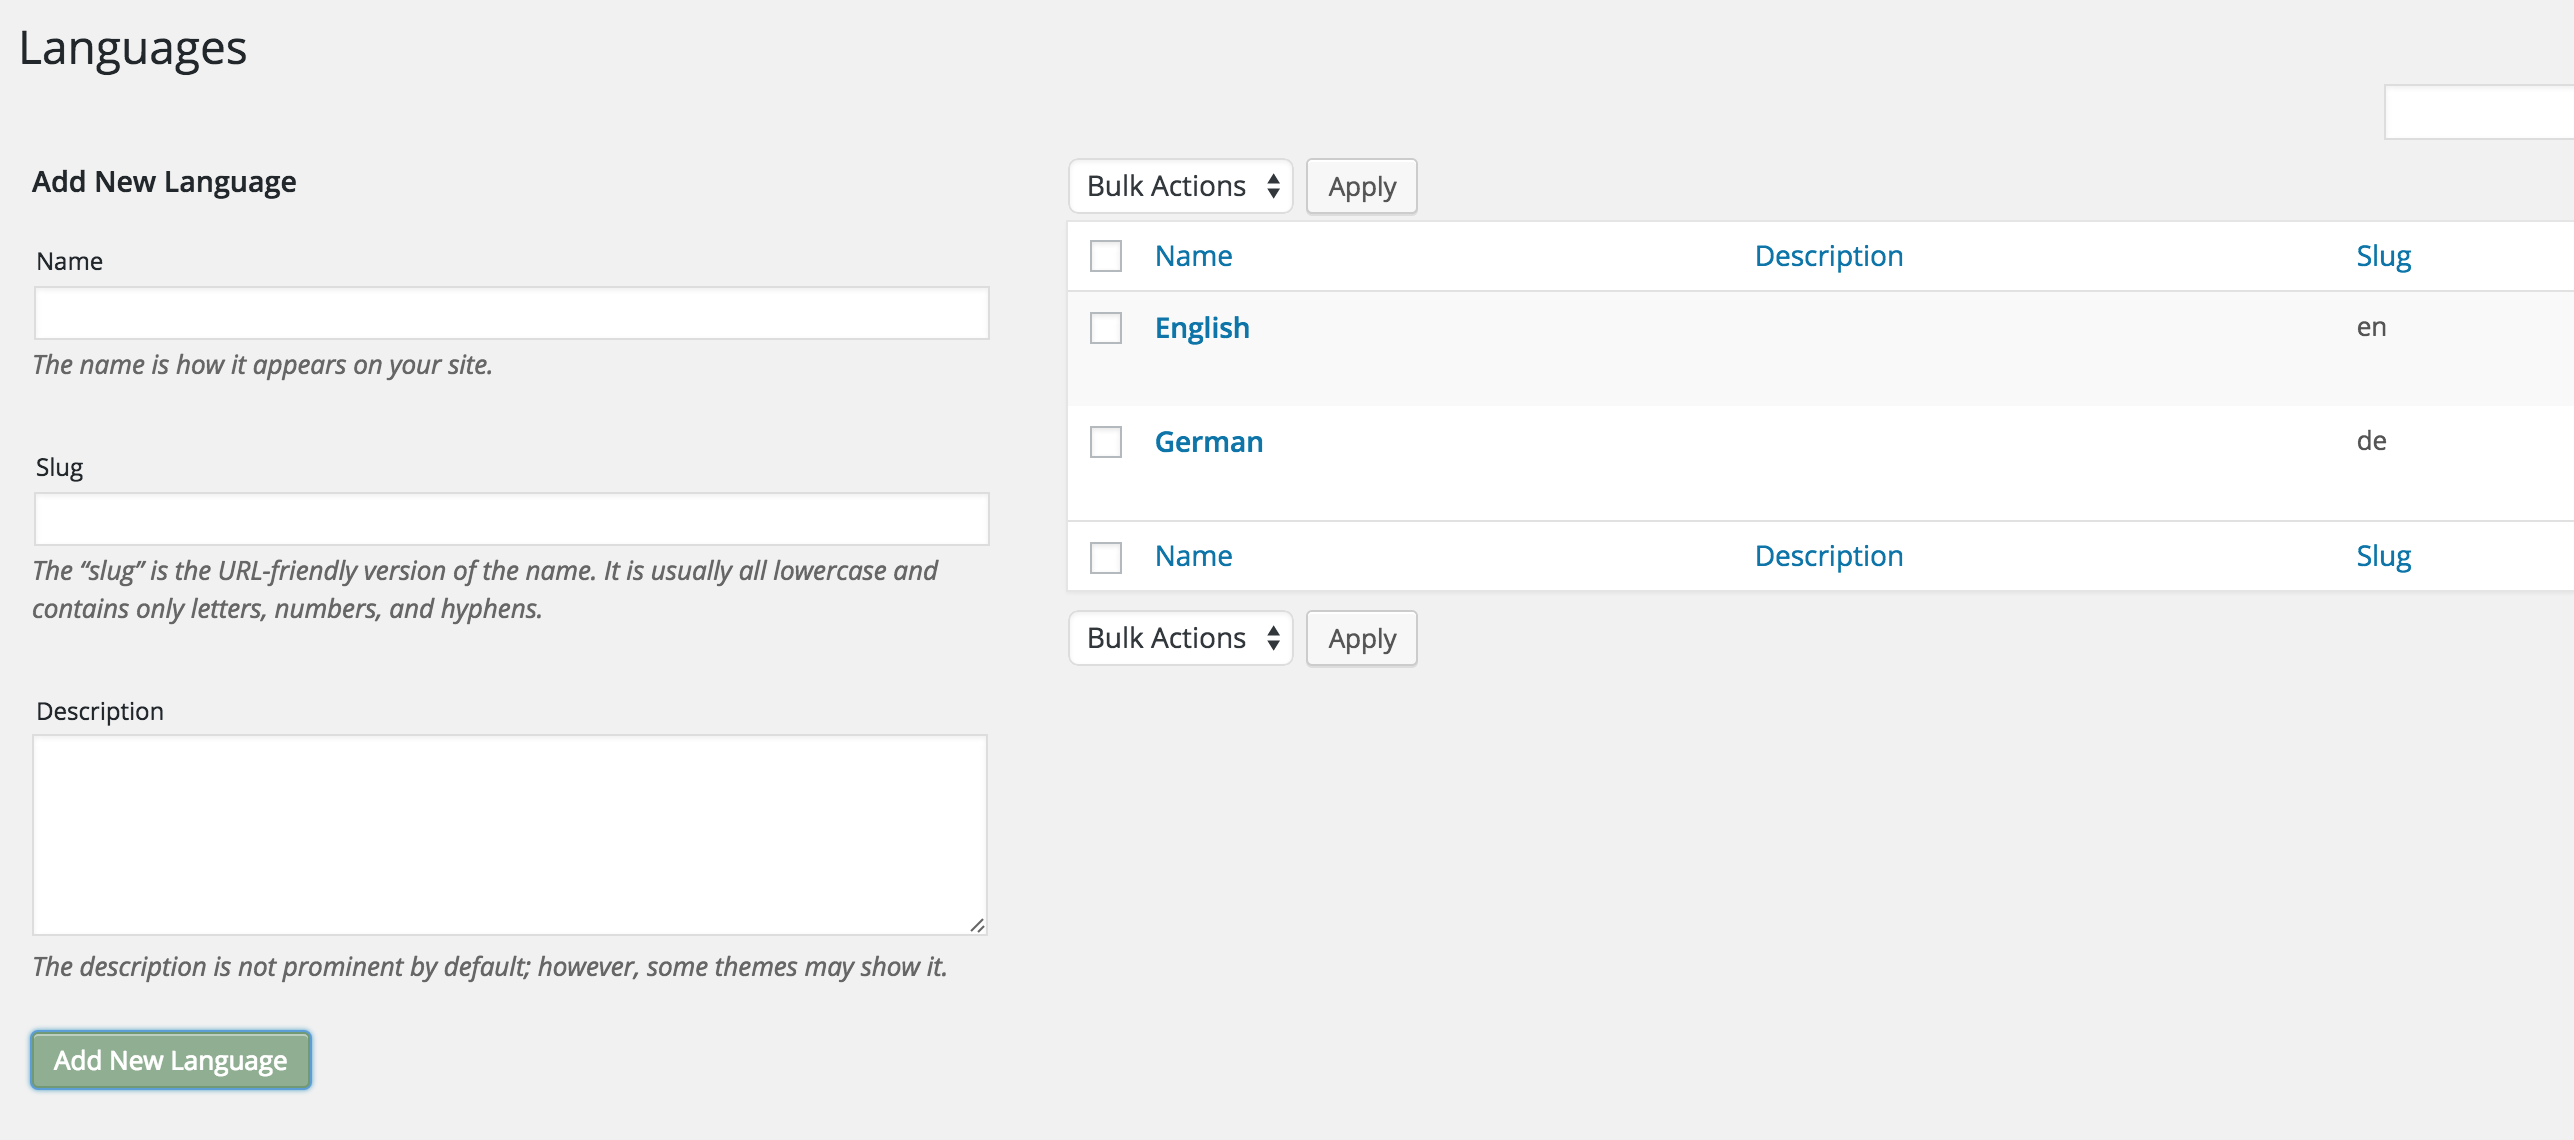 Languages
Add New Language
Name
The name is how it appears on your site.
Slug
The “slug” is the URL-friendly version of the name. It is usually all lowercase and
contains only letters, numbers, and hyphens.
Description
The description is not prominent by default; however, some themes may show it.
Add New Language
Bulk Actions Apply
Name Description Slug
English en
German de
Name Description Slug
Bulk Actions Apply